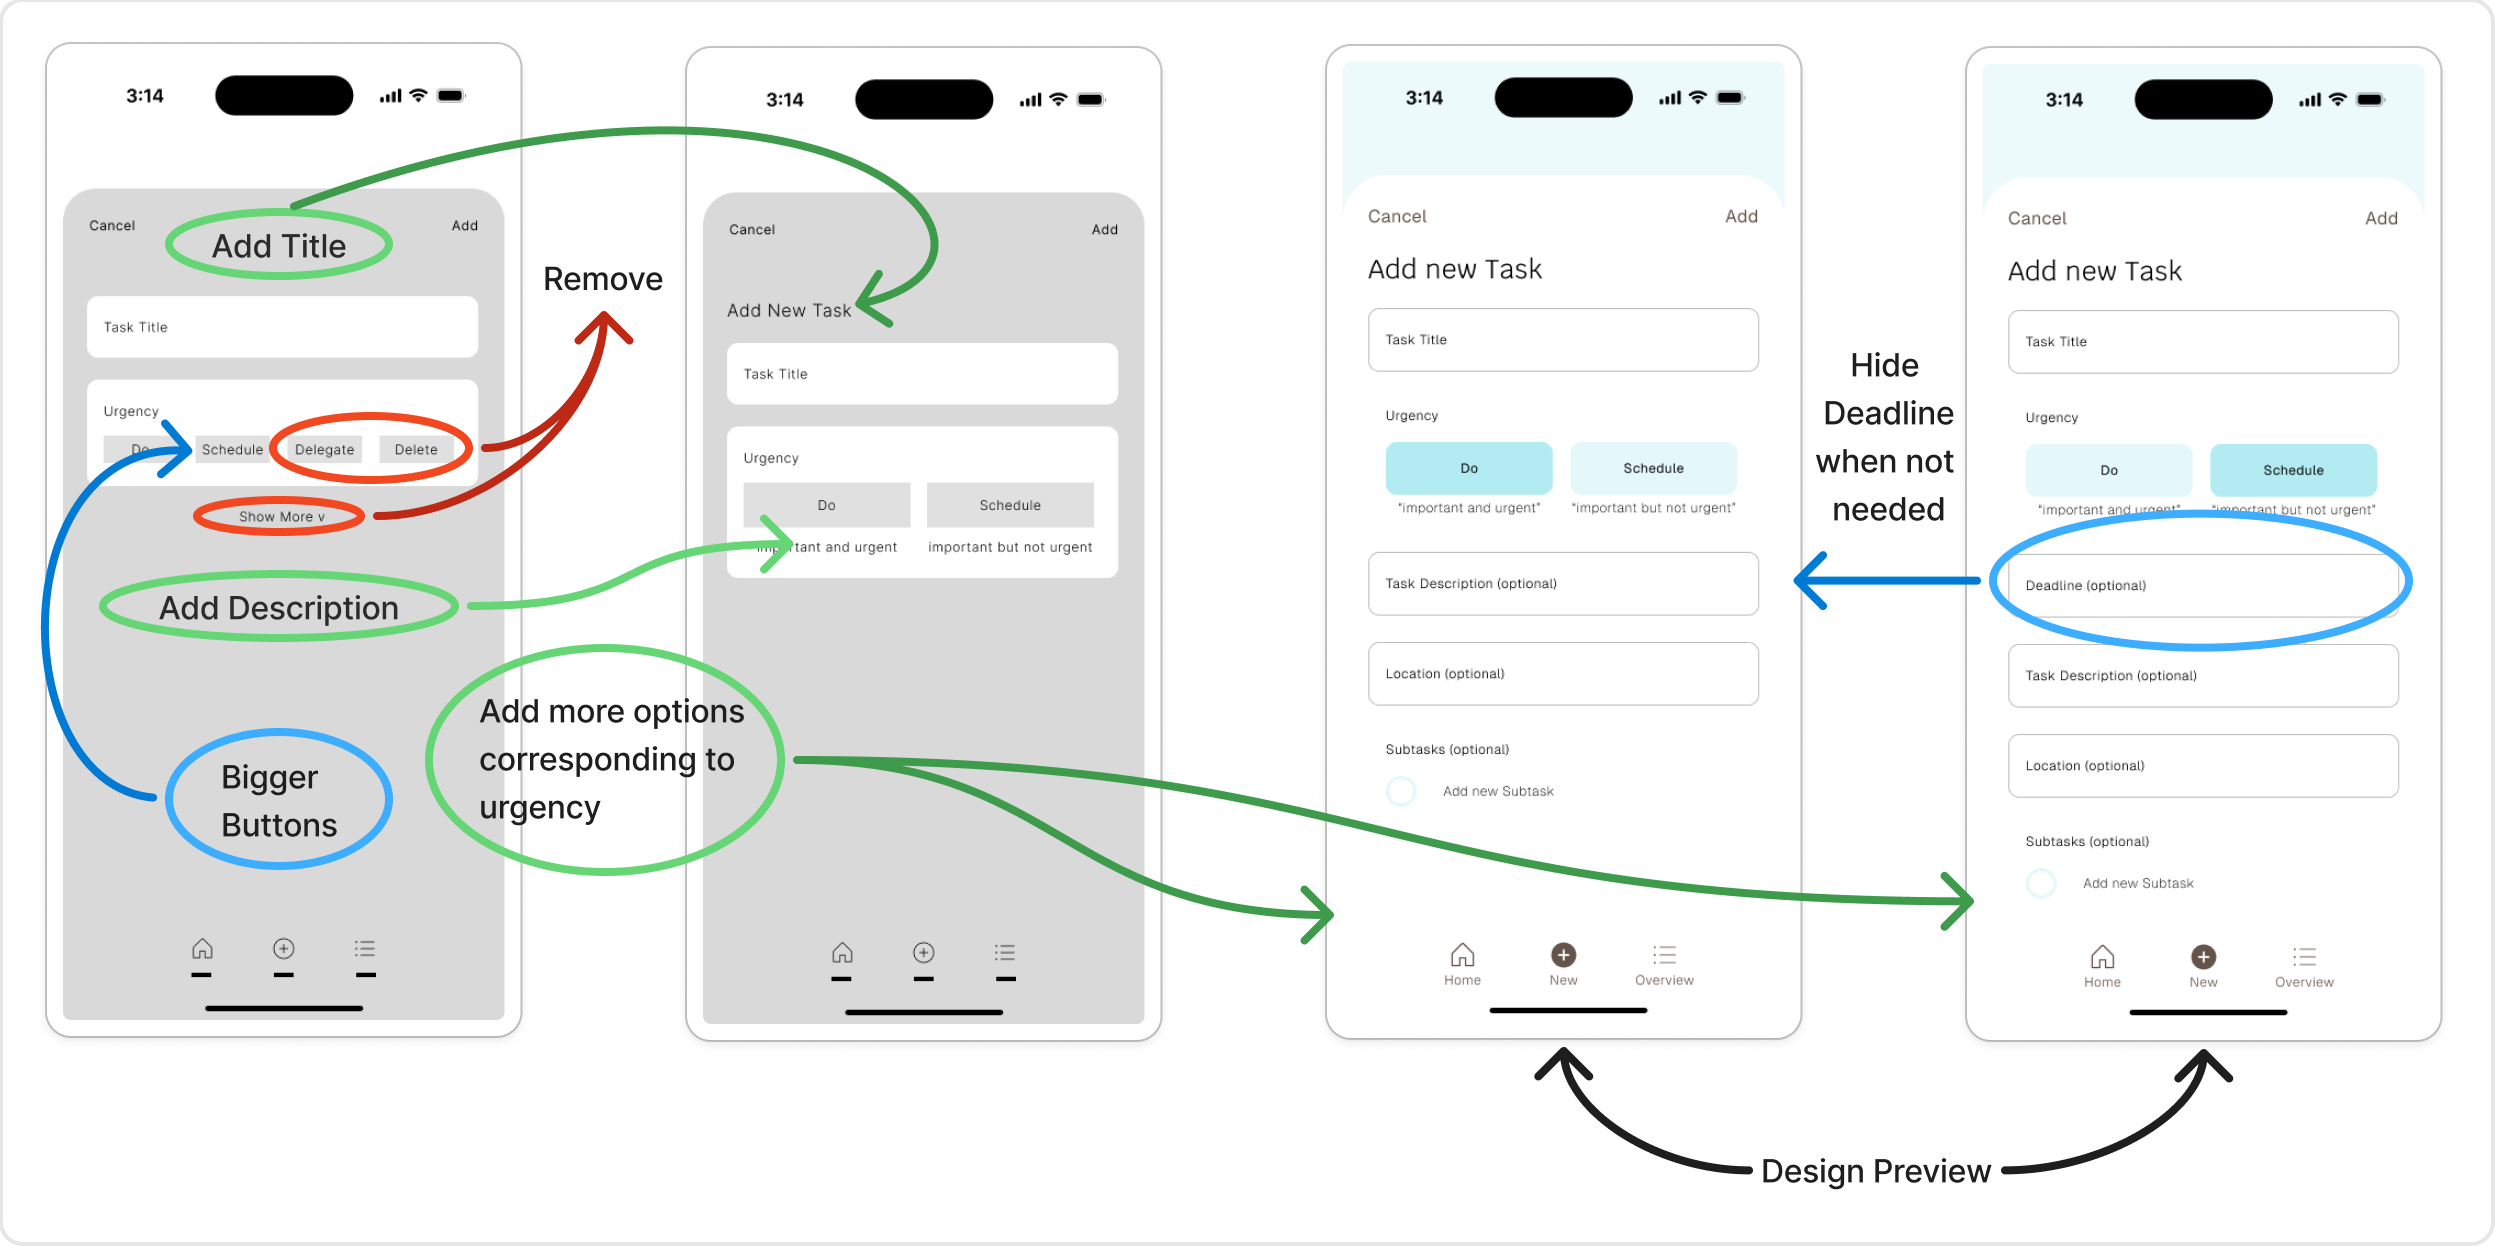 3:14
Cancel
Add Title
Add
Task Title
Urgency
Do
Schedule
Delegate
Delete
Show More v
Add Description
Bigger
Buttons
Remove
Add more options
corresponding to
urgency
3:14
Cancel
Add
Add New Task
Task Title
Urgency
Do
Schedule
important and urgent
important but not urgent
3:14
Cancel
Add
Add new Task
Task Title
Urgency
Do
Schedule
"important and urgent"
"important but not urgent"
Task Description (optional)
Location (optional)
Subtasks (optional)
Add new Subtask
Home
New
Overview
Hide
Deadline
when not
needed
3:14
Cancel
Add
Add new Task
Task Title
Urgency
Do
Schedule
"important and urgent"
"important but not urgent"
Deadline (optional)
Task Description (optional)
Location (optional)
Subtasks (optional)
Add new Subtask
Home
New
Overview
Design Preview